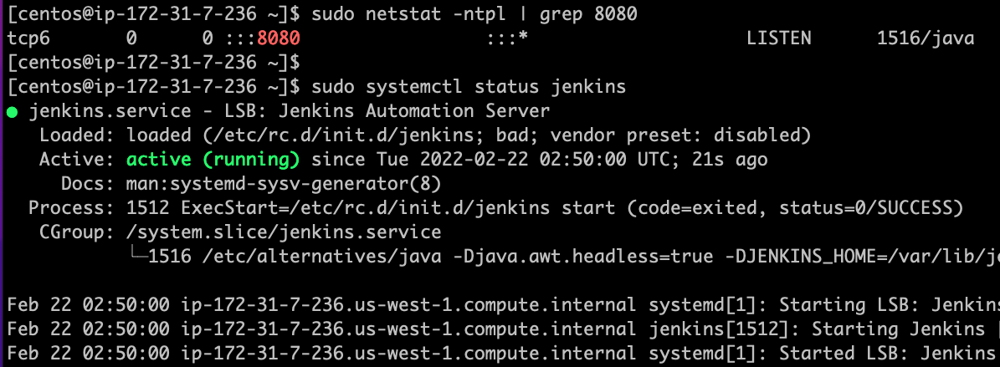 [centos@ip-172-31-7-236 ~]$ sudo netstat -ntpl | grep 8080
tcp6       0      0 :::8080                 :::*                    LISTEN      1516/java
[centos@ip-172-31-7-236 ~]$
[centos@ip-172-31-7-236 ~]$ sudo systemctl status jenkins
● jenkins.service - LSB: Jenkins Automation Server
   Loaded: loaded (/etc/rc.d/init.d/jenkins; bad; vendor preset: disabled)
   Active: active (running) since Tue 2022-02-22 02:50:00 UTC; 21s ago
     Docs: man:systemd-sysv-generator(8)
  Process: 1512 ExecStart=/etc/rc.d/init.d/jenkins start (code=exited, status=0/SUCCESS)
   CGroup: /system.slice/jenkins.service
           └─1516 /etc/alternatives/java -Djava.awt.headless=true -DJENKINS_HOME=/var/lib/je
Feb 22 02:50:00 ip-172-31-7-236.us-west-1.compute.internal systemd[1]: Starting LSB: Jenkins
Feb 22 02:50:00 ip-172-31-7-236.us-west-1.compute.internal jenkins[1512]: Starting Jenkins [
Feb 22 02:50:00 ip-172-31-7-236.us-west-1.compute.internal systemd[1]: Started LSB: Jenkins